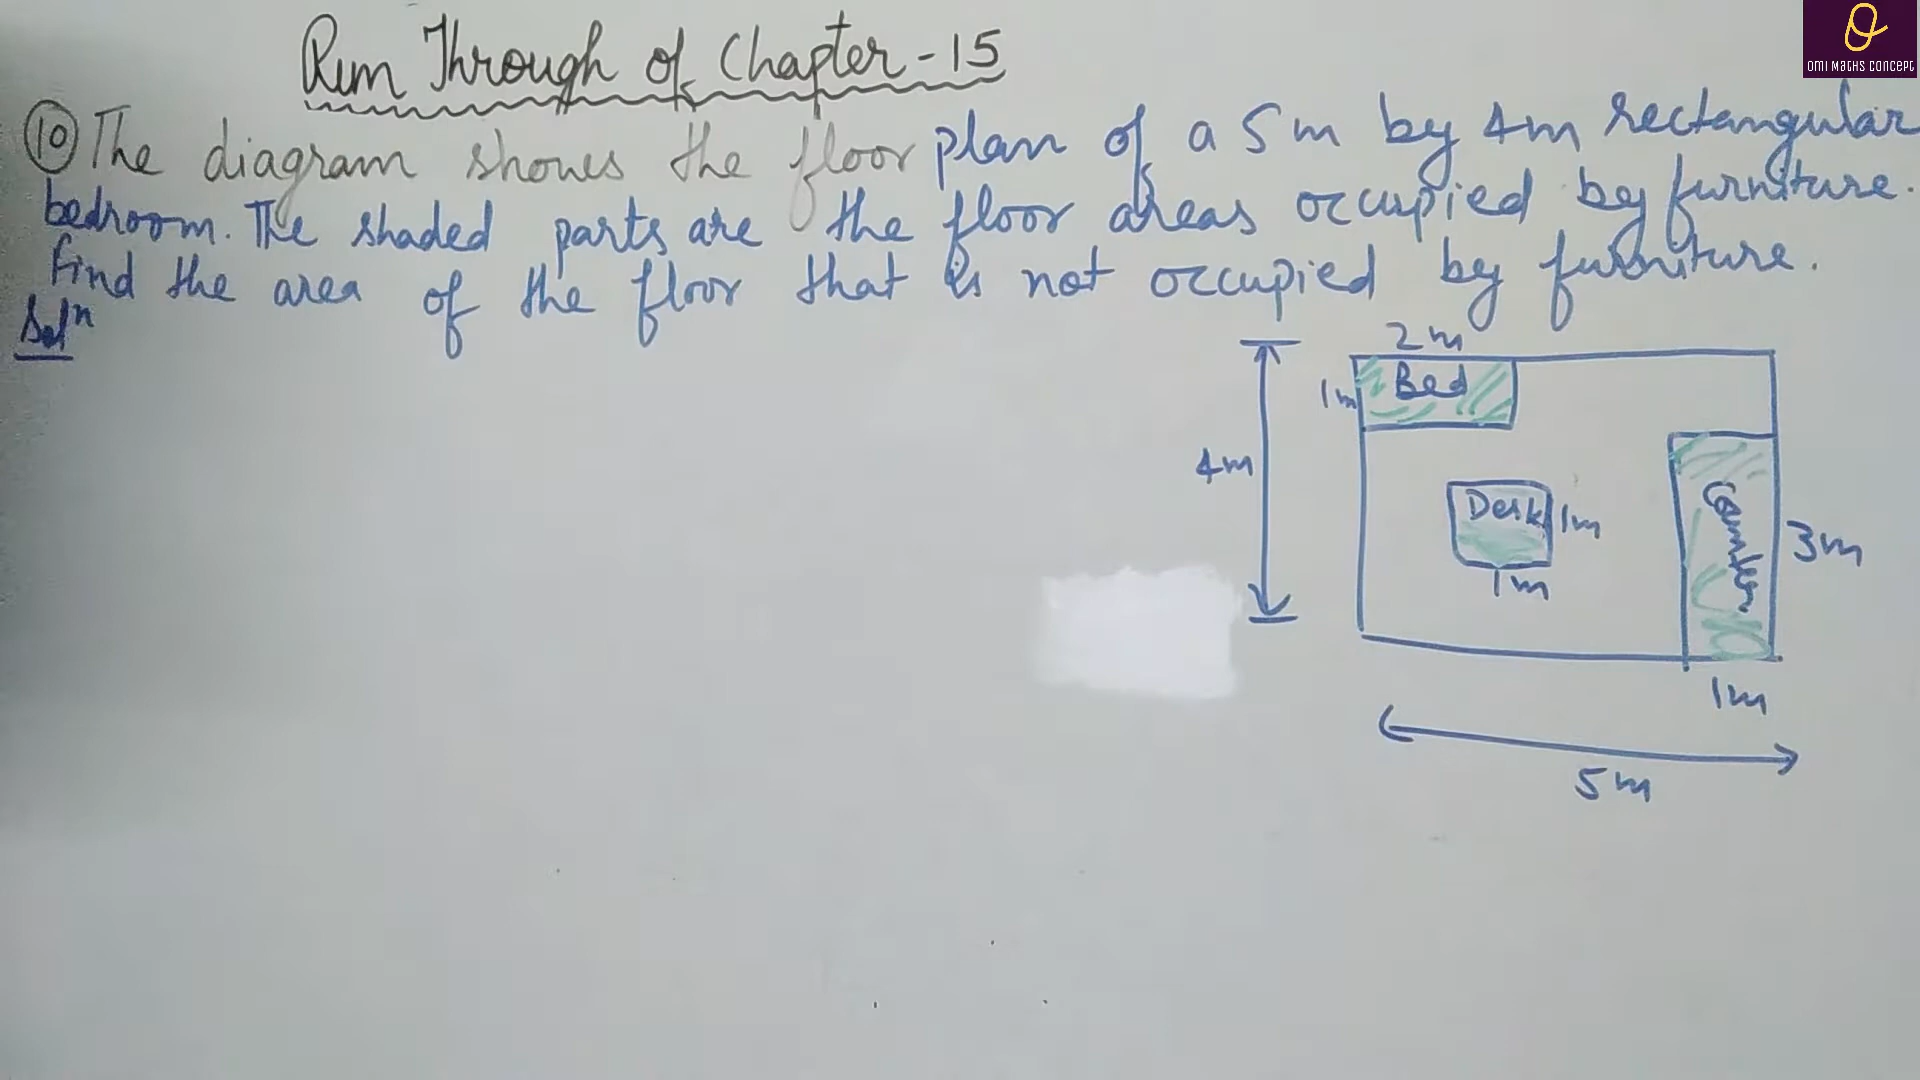 Run Through of Chapter-15
OMI MATHS CONCEPT
10 The diagram shows the floor plan of a 5m by 4m rectangular
bedroom. The shaded parts are the floor areas occupied by furniture.
Find the area of the floor that is not occupied by furniture.
Solⁿ
2m
1m
Bed
4m
Desk
1m
1m
Counter
3m
1m
5m